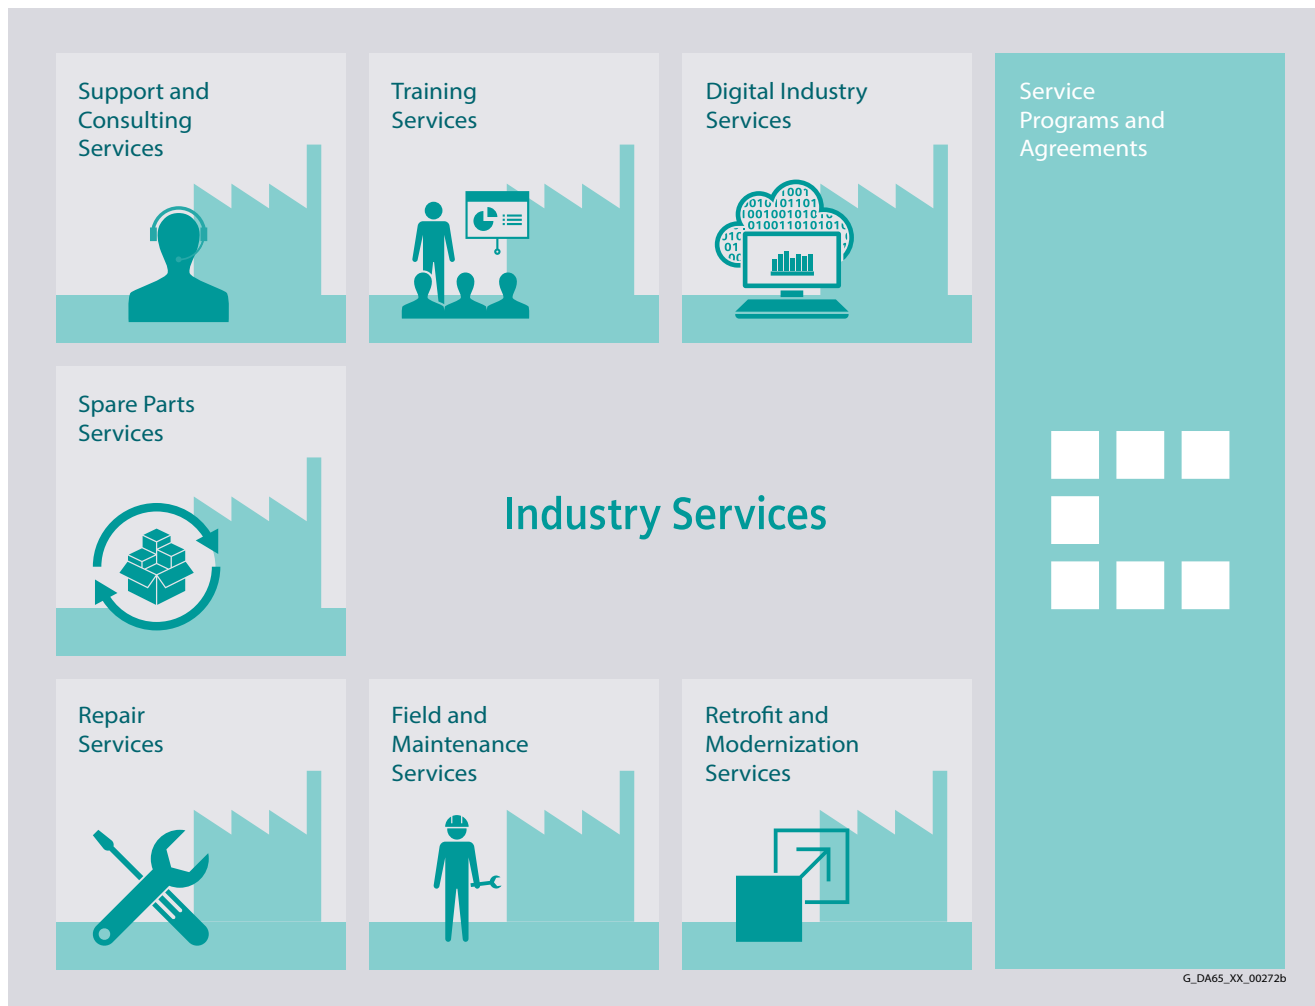 Support and
Consulting
Services
Training
Services
Digital Industry
Services
Service
Programs and
Agreements
Spare Parts
Services
Industry Services
Repair
Services
Field and
Maintenance
Services
Retrofit and
Modernization
Services
G_DA65_XX_00272b